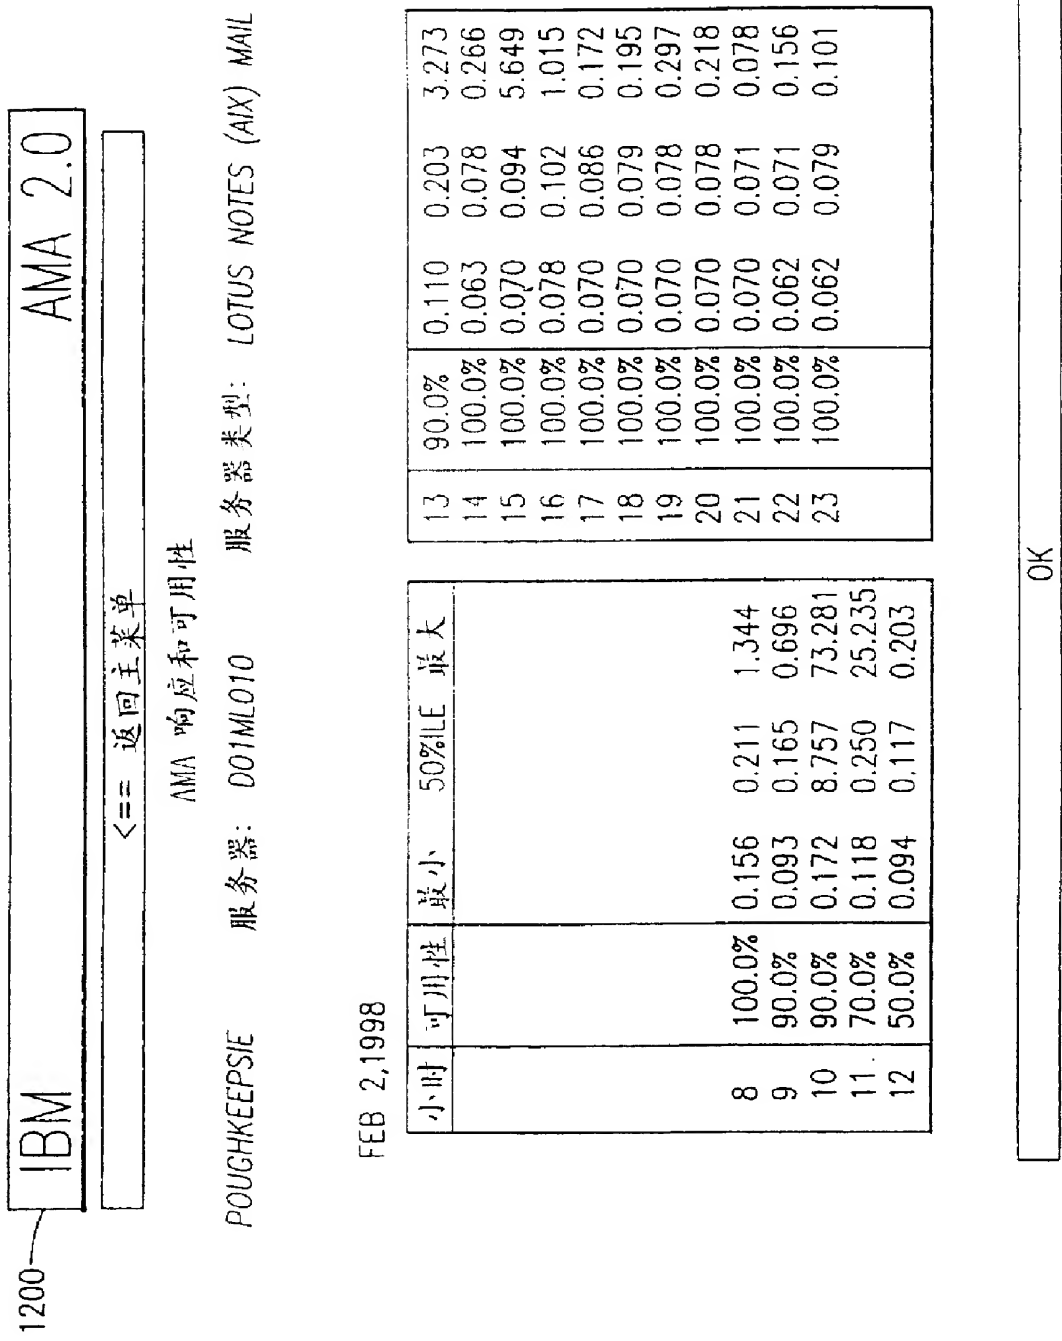 1200
IBM AMA 2.0
<== 返回主菜单
AMA 响应和可用性
POUGHKEEPSIE 服务器: D01ML010 服务器类型: LOTUS NOTES (AIX) MAIL
FEB 2,1998
小时 可用性 最小 50%ILE 最大
8 100.0% 0.156 0.211 1.344
9 90.0% 0.093 0.165 0.696
10 90.0% 0.172 8.757 73.281
11 70.0% 0.118 0.250 25.235
12 50.0% 0.094 0.117 0.203
13 90.0% 0.110 0.203 3.273
14 100.0% 0.063 0.078 0.266
15 100.0% 0.070 0.094 5.649
16 100.0% 0.078 0.102 1.015
17 100.0% 0.070 0.086 0.172
18 100.0% 0.070 0.079 0.195
19 100.0% 0.070 0.078 0.297
20 100.0% 0.070 0.078 0.218
21 100.0% 0.070 0.071 0.078
22 100.0% 0.062 0.071 0.156
23 100.0% 0.062 0.079 0.101
OK